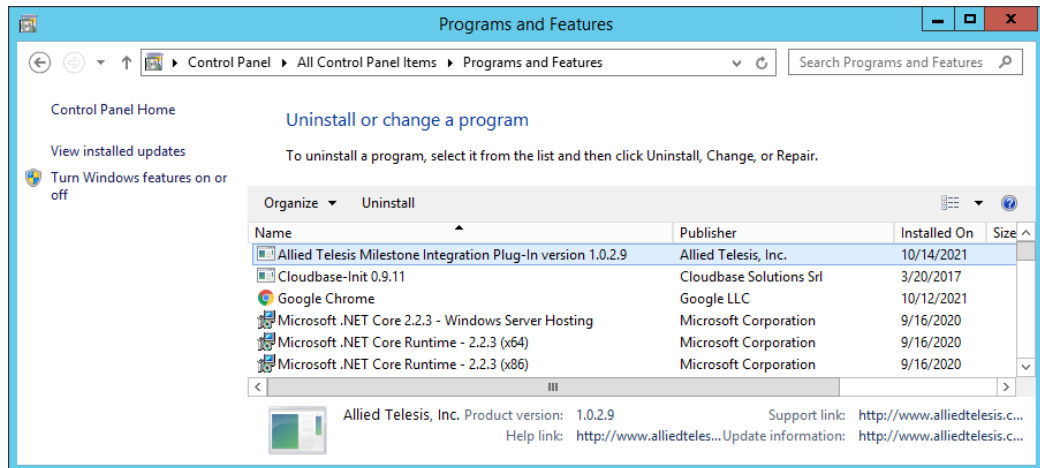 Programs and Features
Control Panel All Control Panel Items Programs and Features Search Programs and Features
Control Panel Home
View installed updates
Turn Windows features on or
off
Uninstall or change a program
To uninstall a program, select it from the list and then click Uninstall, Change, or Repair.
Organize Uninstall
Name Publisher Installed On Size
Allied Telesis Milestone Integration Plug-In version 1.0.2.9 Allied Telesis, Inc. 10/14/2021
Cloudbase-Init 0.9.11 Cloudbase Solutions Srl 3/20/2017
Google Chrome Google LLC 10/12/2021
Microsoft .NET Core 2.2.3 - Windows Server Hosting Microsoft Corporation 9/16/2020
Microsoft .NET Core Runtime - 2.2.3 (x64) Microsoft Corporation 9/16/2020
Microsoft .NET Core Runtime - 2.2.3 (x86) Microsoft Corporation 9/16/2020
Allied Telesis, Inc. Product version: 1.0.2.9 Support link: http://www.alliedtelesis.c...
Help link: http://www.alliedteles... Update information: http://www.alliedtelesis.c...